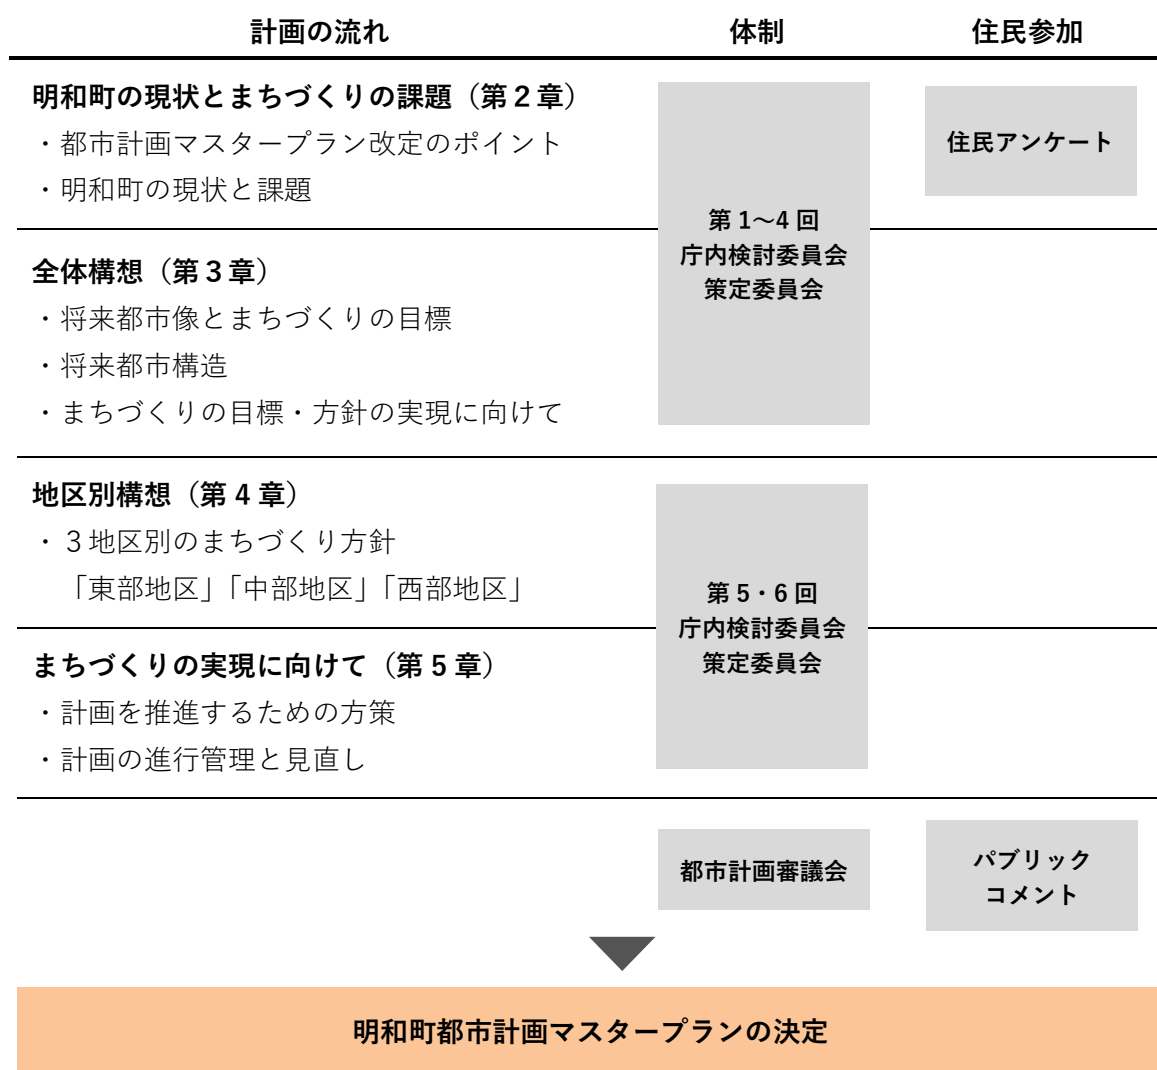 計画の流れ
体制
住民参加
明和町の現状とまちづくりの課題（第２章）
・都市計画マスタープラン改定のポイント
・明和町の現状と課題
住民アンケート
第 1～4 回
庁内検討委員会
策定委員会
全体構想（第３章）
・将来都市像とまちづくりの目標
・将来都市構造
・まちづくりの目標・方針の実現に向けて
地区別構想（第 4 章）
・３地区別のまちづくり方針
「東部地区」「中部地区」「西部地区」
第 5・6 回
庁内検討委員会
策定委員会
まちづくりの実現に向けて（第 5 章）
・計画を推進するための方策
・計画の進行管理と見直し
都市計画審議会
パブリック
コメント
明和町都市計画マスタープランの決定